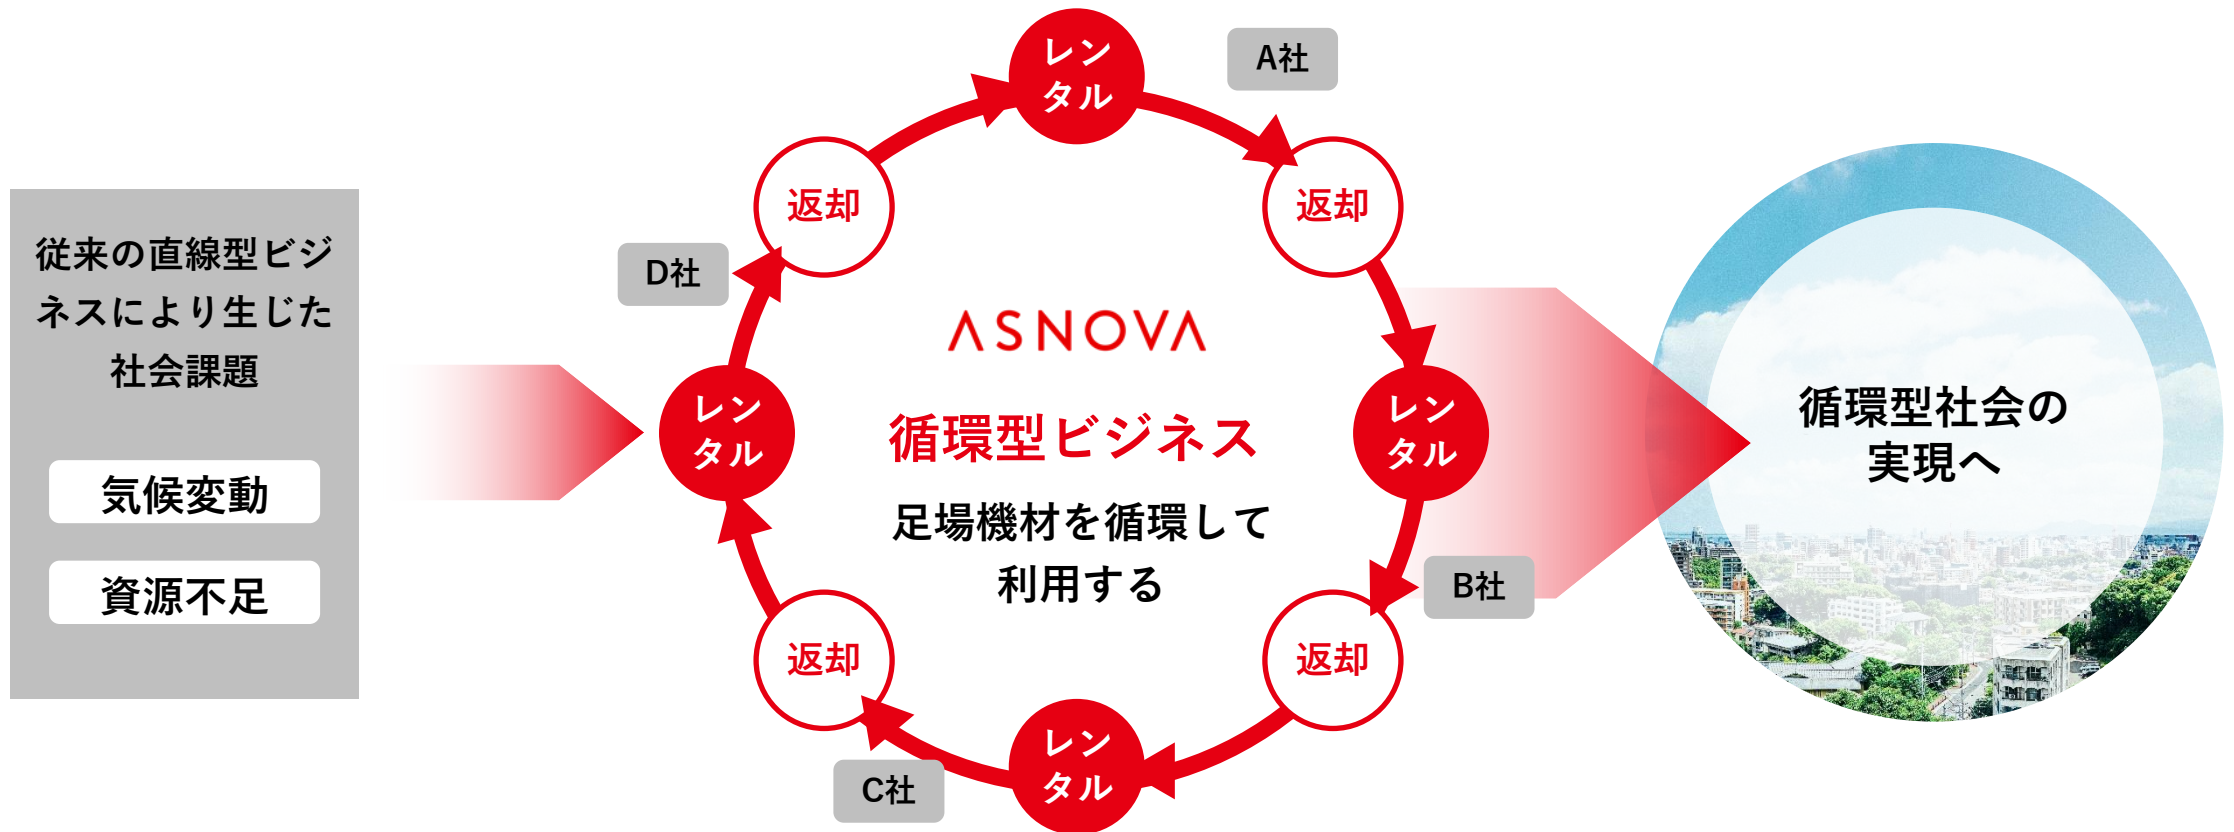 従来の直線型ビジ
ネスにより生じた
社会課題
気候変動
資源不足
レン
タル
A社
返却
レン
タル
B社
返却
レン
タル
C社
返却
レン
タル
D社
返却
ASNOVA
循環型ビジネス
足場機材を循環して
利用する
循環型社会の
実現へ